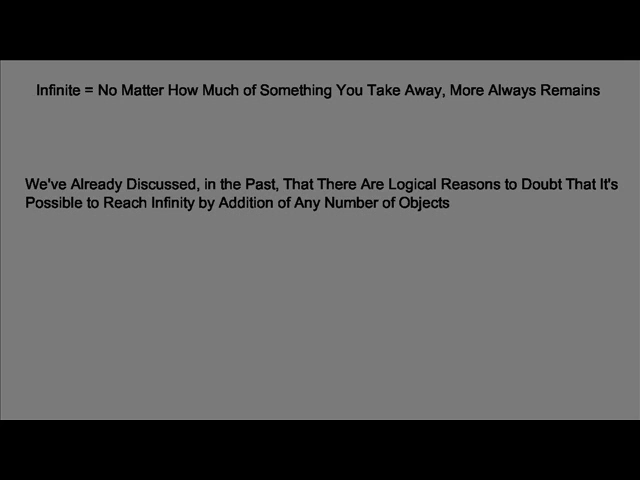 Infinite = No Matter How Much of Something You Take Away, More Always Remains
We've Already Discussed, in the Past, That There Are Logical Reasons to Doubt That It's
Possible to Reach Infinity by Addition of Any Number of Objects